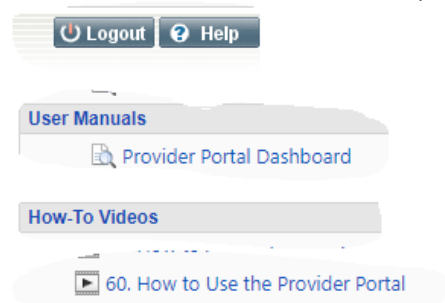 Logout Help
User Manuals
Provider Portal Dashboard
How-To Videos
60. How to Use the Provider Portal